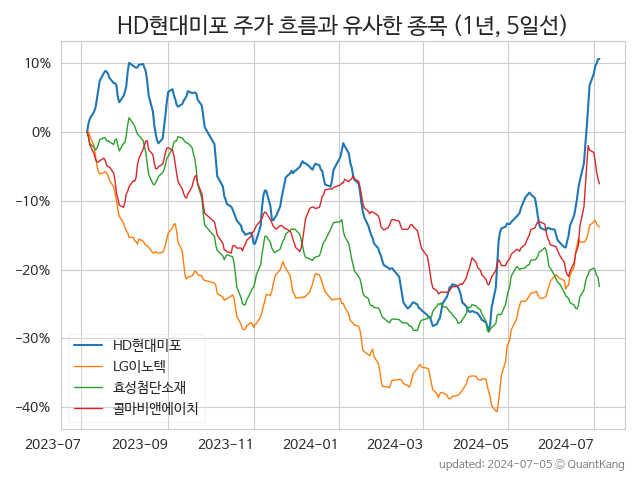 HD현대미포 주가 흐름과 유사한 종목 (1년, 5일선)
10%
0%
−10%
−20%
−30%
−40%
HD현대미포
LG이노텍
효성첨단소재
콜마비앤에이치
2023-07 2023-09 2023-11 2024-01 2024-03 2024-05 2024-07
updated: 2024-07-05 © QuantKang